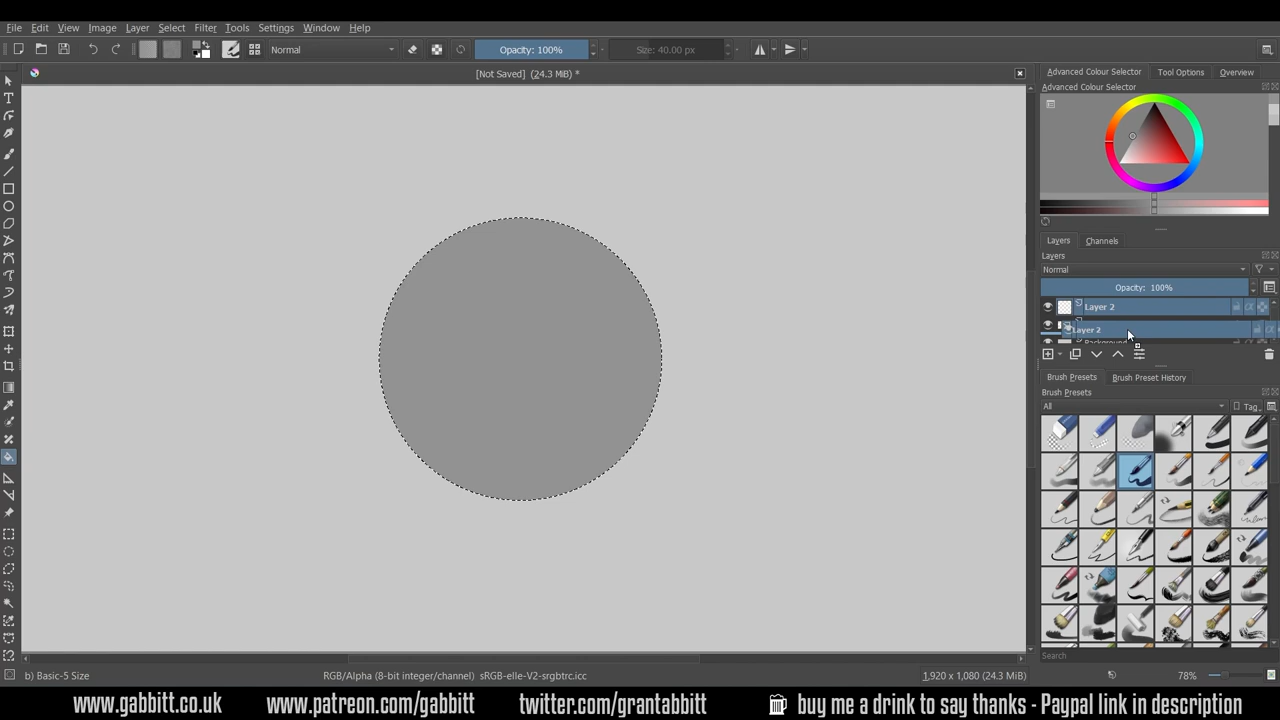 File Edit View Image Layer Select Filter Tools Settings Window Help
Normal Opacity: 100% Size: 40.00 px
[Not Saved] (24.3 MiB) *
Advanced Colour Selector Tool Options Overview
Advanced Colour Selector
Layers Channels
Layers
Normal
Opacity: 100%
Layer 2
Layer 2
Background
Brush Presets Brush Preset History
Brush Presets
All Tag
Search
b) Basic-5 Size RGB/Alpha (8-bit integer/channel) sRGB-elle-V2-srgbtrc.icc 1,920 x 1,080 (24.3 MiB) 78%
www.gabbitt.co.uk www.patreon.com/gabbitt twitter.com/grantabbitt buy me a drink to say thanks - Paypal link in description